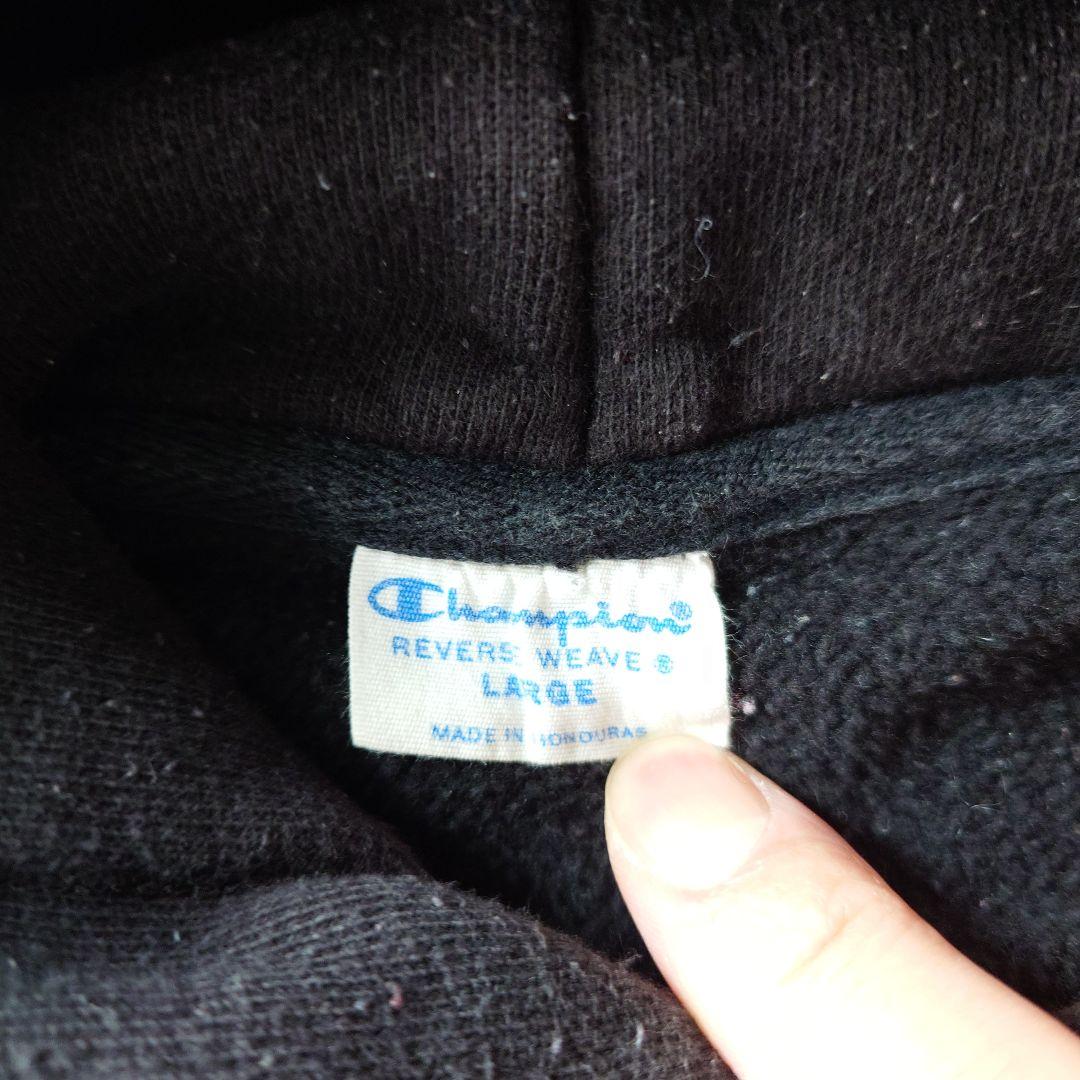 Champion®
REVERSE WEAVE ®
LARGE
MADE IN HONDURAS